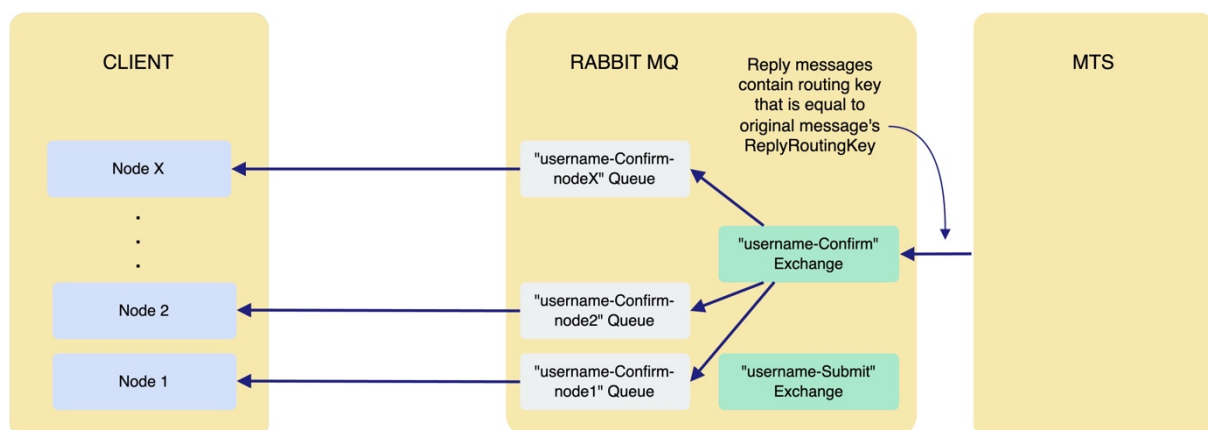 CLIENT
RABBIT MQ
MTS
Reply messages
contain routing key
that is equal to
original message's
ReplyRoutingKey
Node X
"username-Confirm-
nodeX" Queue
"username-Confirm"
Exchange
Node 2
"username-Confirm-
node2" Queue
Node 1
"username-Confirm-
node1" Queue
"username-Submit"
Exchange